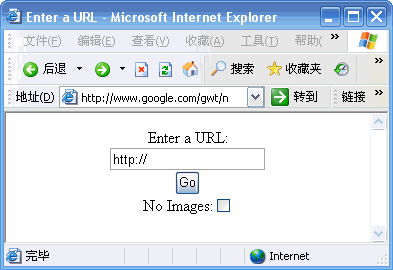 Enter a URL - Microsoft Internet Explorer
文件(F) 编辑(E) 查看(V) 收藏(A) 工具(T) 帮助( »
后退 搜索 收藏夹 »
地址(D) http://www.google.com/gwt/n 转到 链接 »
Enter a URL:
http://
Go
No Images:
完毕 Internet